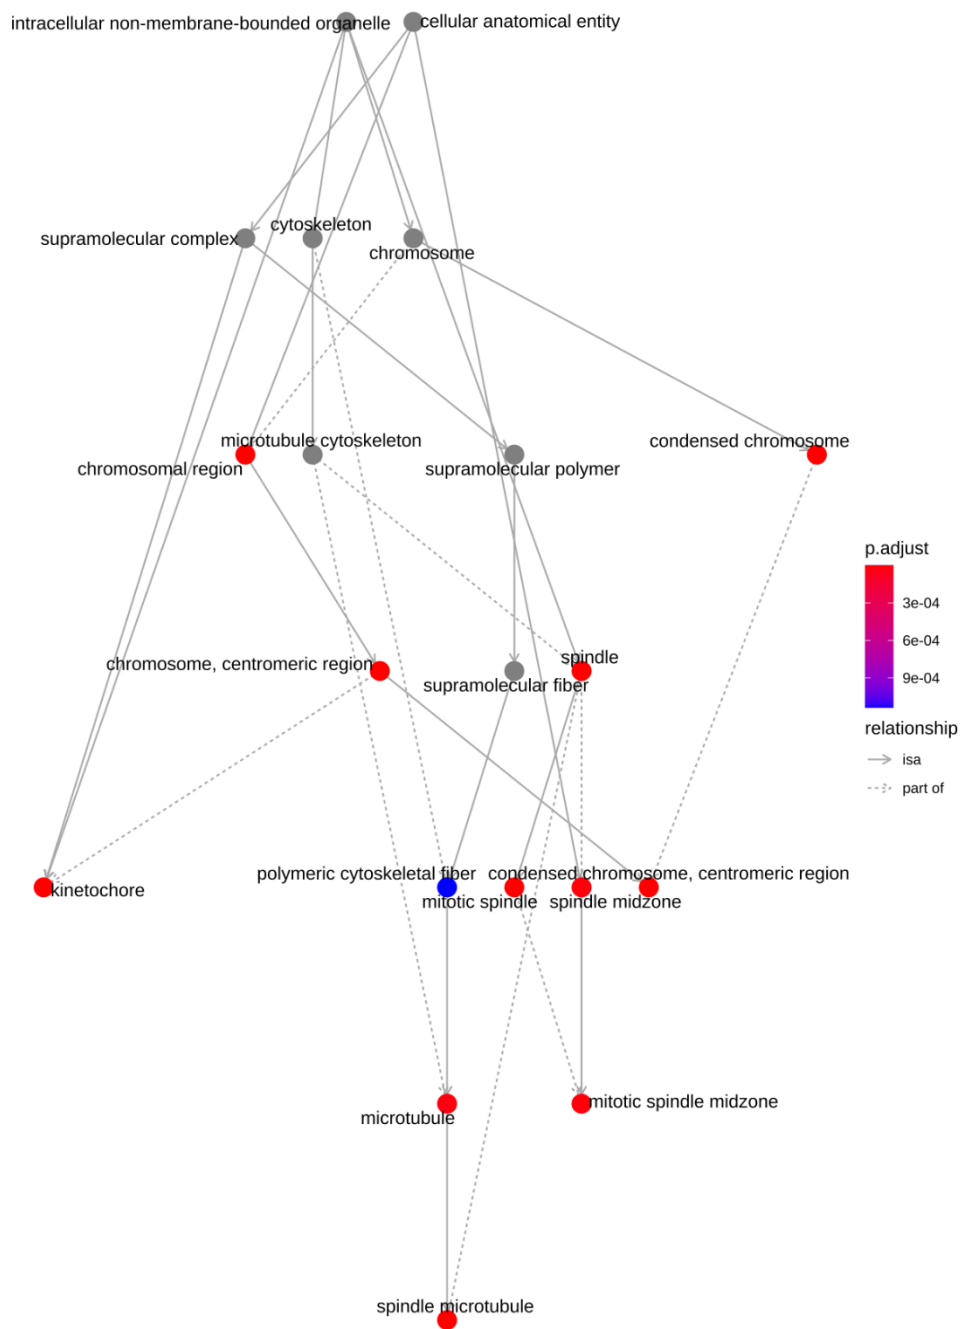 intracellular non-membrane-bounded organelle
cellular anatomical entity
cytoskeleton
supramolecular complex
chromosome
microtubule cytoskeleton
condensed chromosome
chromosomal region
supramolecular polymer
p.adjust
3e-04
6e-04
9e-04
relationship
isa
part of
spindle
chromosome, centromeric region
supramolecular fiber
polymeric cytoskeletal fiber
condensed chromosome, centromeric region
kinetochore
mitotic spindle
spindle midzone
mitotic spindle midzone
microtubule
spindle microtubule